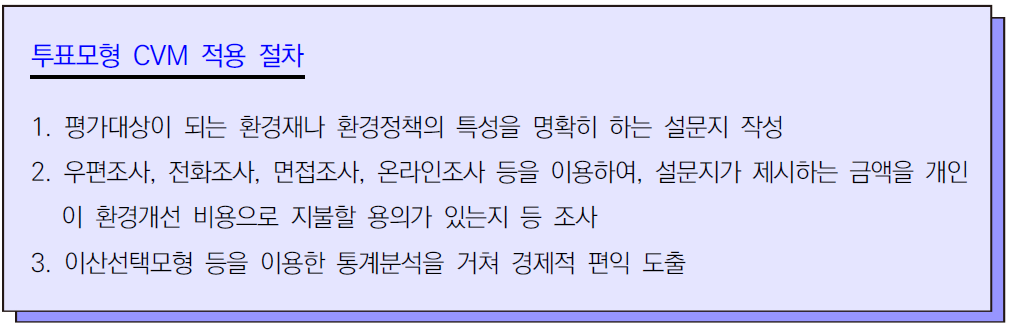 투표모형 CVM 적용 절차
1. 평가대상이 되는 환경재나 환경정책의 특성을 명확히 하는 설문지 작성
2. 우편조사, 전화조사, 면접조사, 온라인조사 등을 이용하여, 설문지가 제시하는 금액을 개인
이 환경개선 비용으로 지불할 용의가 있는지 등 조사
3. 이산선택모형 등을 이용한 통계분석을 거쳐 경제적 편익 도출